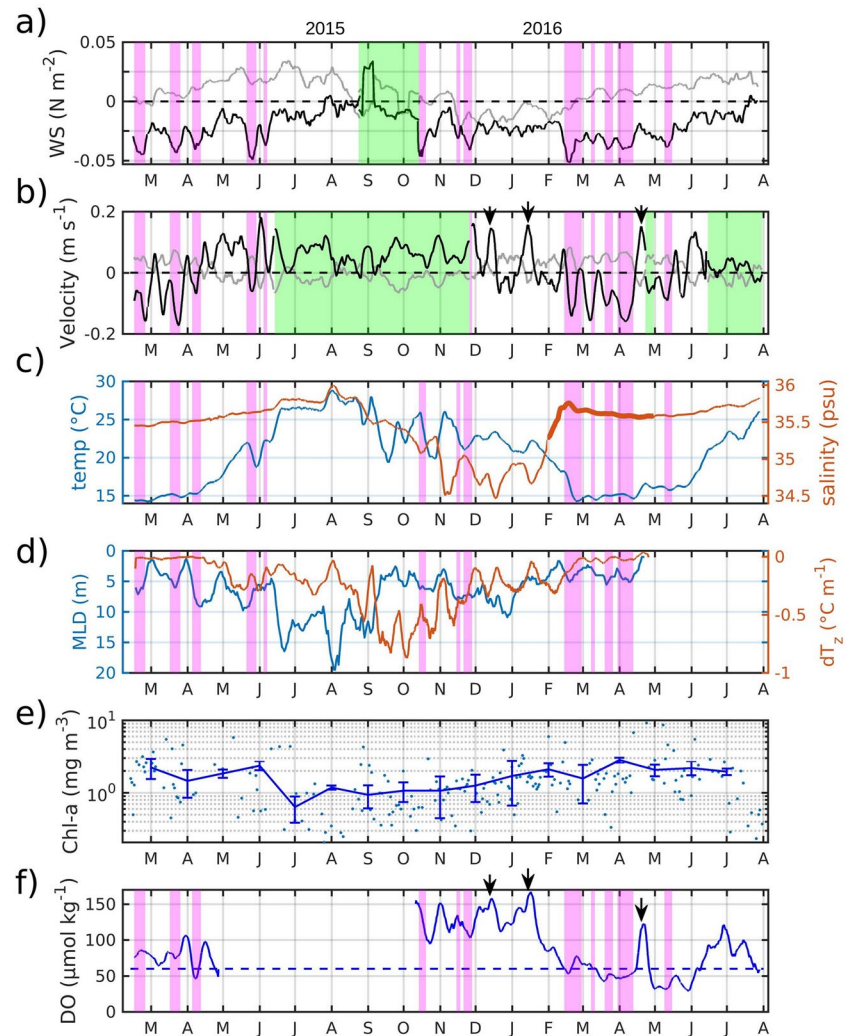 a)
2015 2016
0.05
0
-0.05
WS (N m⁻²)
M A M J J A S O N D J F M A M J J A
b)
0.2
0
-0.2
Velocity (m s⁻¹)
M A M J J A S O N D J F M A M J J A
c)
30
25
20
15
temp (°C)
36
35.5
35
34.5
salinity (psu)
M A M J J A S O N D J F M A M J J A
d)
0
5
10
15
20
MLD (m)
0
-0.5
-1
dT_z (°C m⁻¹)
M A M J J A S O N D J F M A M J J A
e)
10¹
10⁰
Chl-a (mg m⁻³)
M A M J J A S O N D J F M A M J J A
f)
150
100
50
0
DO (μmol kg⁻¹)
M A M J J A S O N D J F M A M J J A